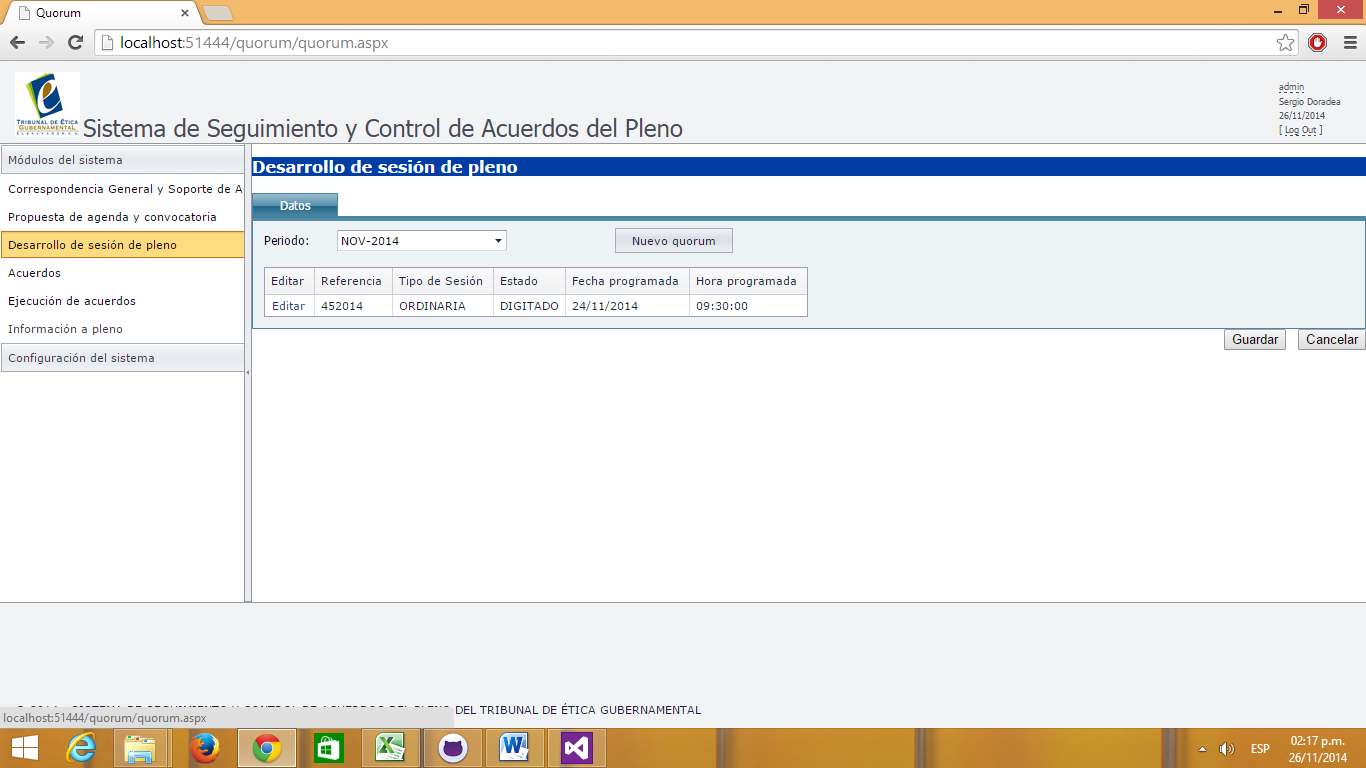 Quorum
localhost:51444/quorum/quorum.aspx
TRIBUNAL DE ÉTICA
GUBERNAMENTAL
Sistema de Seguimiento y Control de Acuerdos del Pleno
admin
Sergio Doradea
26/11/2014
[ Log Out ]
Módulos del sistema
Correspondencia General y Soporte de A
Propuesta de agenda y convocatoria
Desarrollo de sesión de pleno
Acuerdos
Ejecución de acuerdos
Información a pleno
Configuración del sistema
Desarrollo de sesión de pleno
Datos
Periodo: NOV-2014 Nuevo quorum
Editar Referencia Tipo de Sesión Estado Fecha programada Hora programada
Editar 452014 ORDINARIA DIGITADO 24/11/2014 09:30:00
Guardar Cancelar
DEL TRIBUNAL DE ÉTICA GUBERNAMENTAL
localhost:51444/quorum/quorum.aspx
ESP
02:17 p.m.
26/11/2014